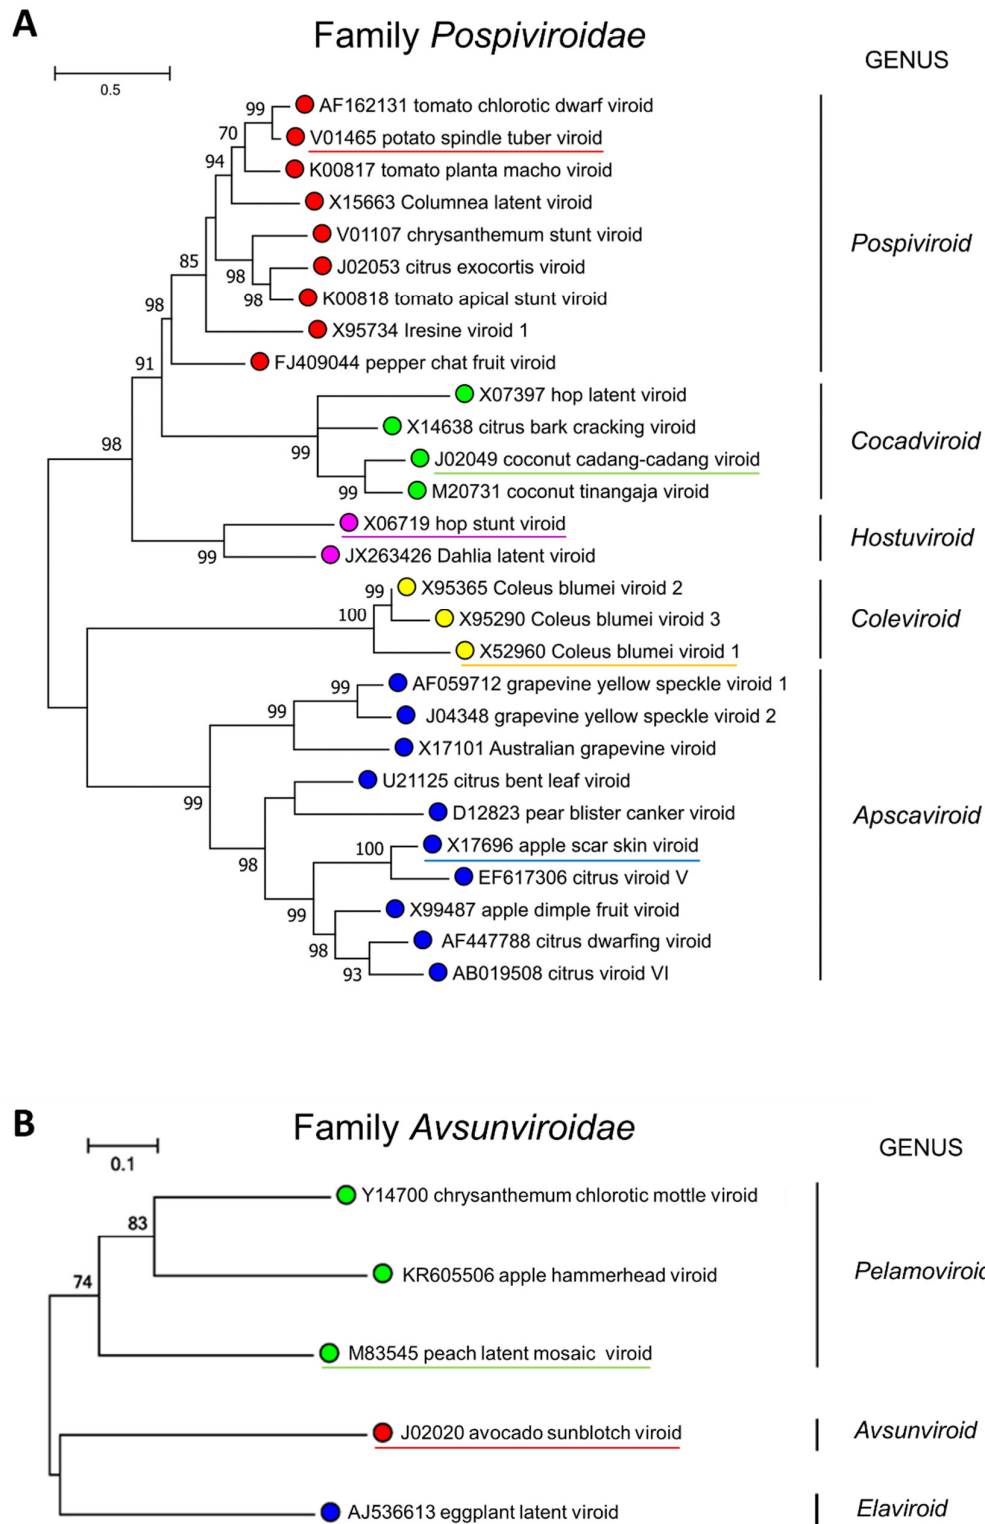 A
Family Pospiviroidae
GENUS
0.5
99
AF162131 tomato chlorotic dwarf viroid
70
V01465 potato spindle tuber viroid
94
K00817 tomato planta macho viroid
X15663 Columnea latent viroid
V01107 chrysanthemum stunt viroid
Pospiviroid
85
98
J02053 citrus exocortis viroid
98
K00818 tomato apical stunt viroid
98
X95734 Iresine viroid 1
91
FJ409044 pepper chat fruit viroid
X07397 hop latent viroid
X14638 citrus bark cracking viroid
Cocadviroid
98
99
J02049 coconut cadang-cadang viroid
99
M20731 coconut tinangaja viroid
X06719 hop stunt viroid
Hostuviroid
99
JX263426 Dahlia latent viroid
99
X95365 Coleus blumei viroid 2
100
X95290 Coleus blumei viroid 3
Coleviroid
X52960 Coleus blumei viroid 1
99
AF059712 grapevine yellow speckle viroid 1
99
J04348 grapevine yellow speckle viroid 2
X17101 Australian grapevine viroid
U21125 citrus bent leaf viroid
99
D12823 pear blister canker viroid
Apscaviroid
100
X17696 apple scar skin viroid
98
EF617306 citrus viroid V
99
X99487 apple dimple fruit viroid
98
AF447788 citrus dwarfing viroid
93
AB019508 citrus viroid VI
B
Family Avsunviroidae
GENUS
0.1
Y14700 chrysanthemum chlorotic mottle viroid
83
KR605506 apple hammerhead viroid
Pelamoviroid
74
M83545 peach latent mosaic viroid
J02020 avocado sunblotch viroid
Avsunviroid
AJ536613 eggplant latent viroid
Elaviroid